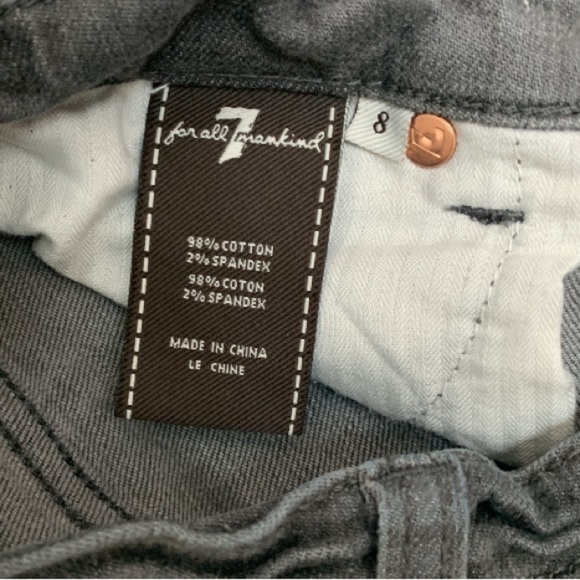 7
for all mankind
8
98% COTTON
2% SPANDEX
98% COTON
2% SPANDEX
MADE IN CHINA
LE CHINE